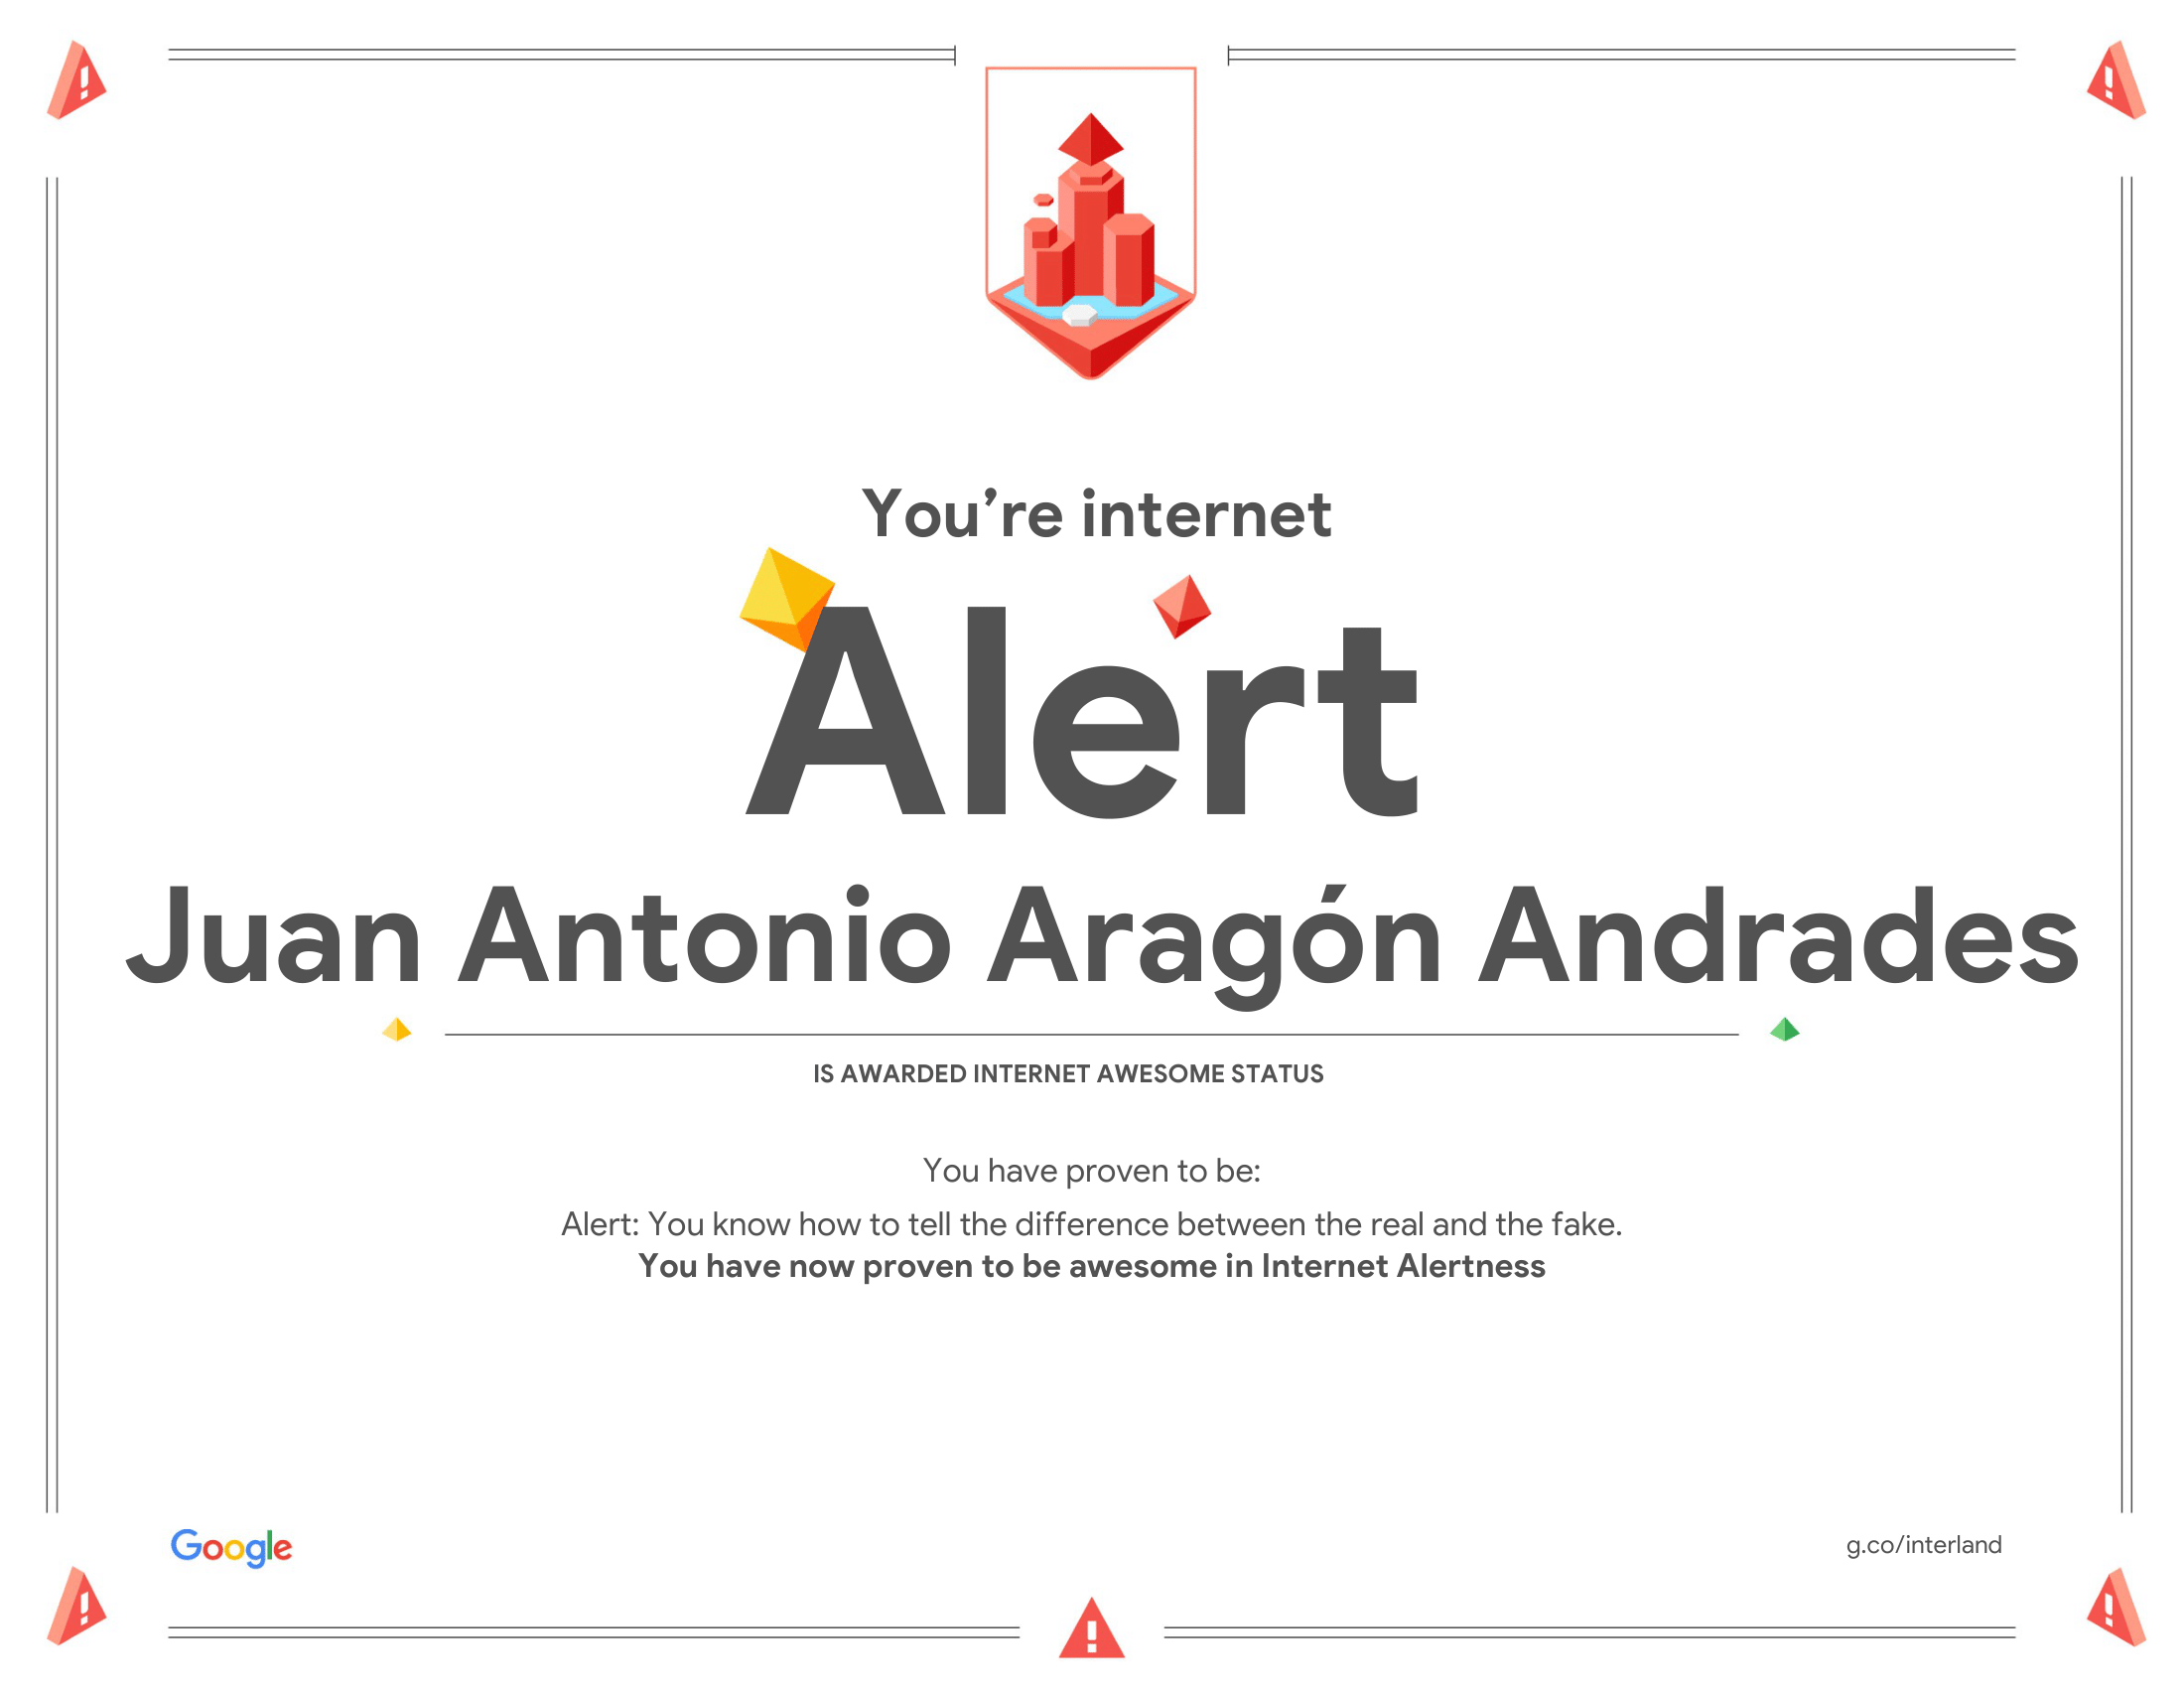 You’re internet
Alert
Juan Antonio Aragón Andrades
IS AWARDED INTERNET AWESOME STATUS
You have proven to be:
Alert: You know how to tell the difference between the real and the fake.
You have now proven to be awesome in Internet Alertness
Google
g.co/interland